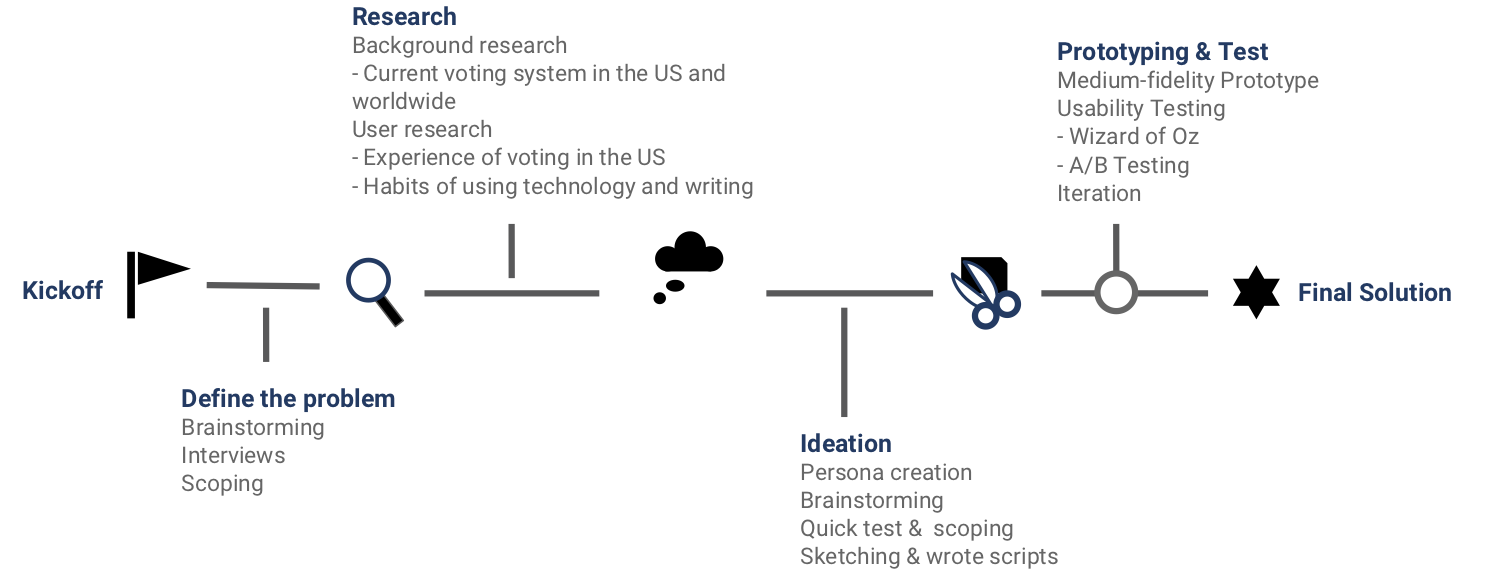 Kickoff
Define the problem
Brainstorming
Interviews
Scoping
Research
Background research
- Current voting system in the US and
worldwide
User research
- Experience of voting in the US
- Habits of using technology and writing
Ideation
Persona creation
Brainstorming
Quick test &  scoping
Sketching & wrote scripts
Prototyping & Test
Medium-fidelity Prototype
Usability Testing
- Wizard of Oz
- A/B Testing
Iteration
Final Solution